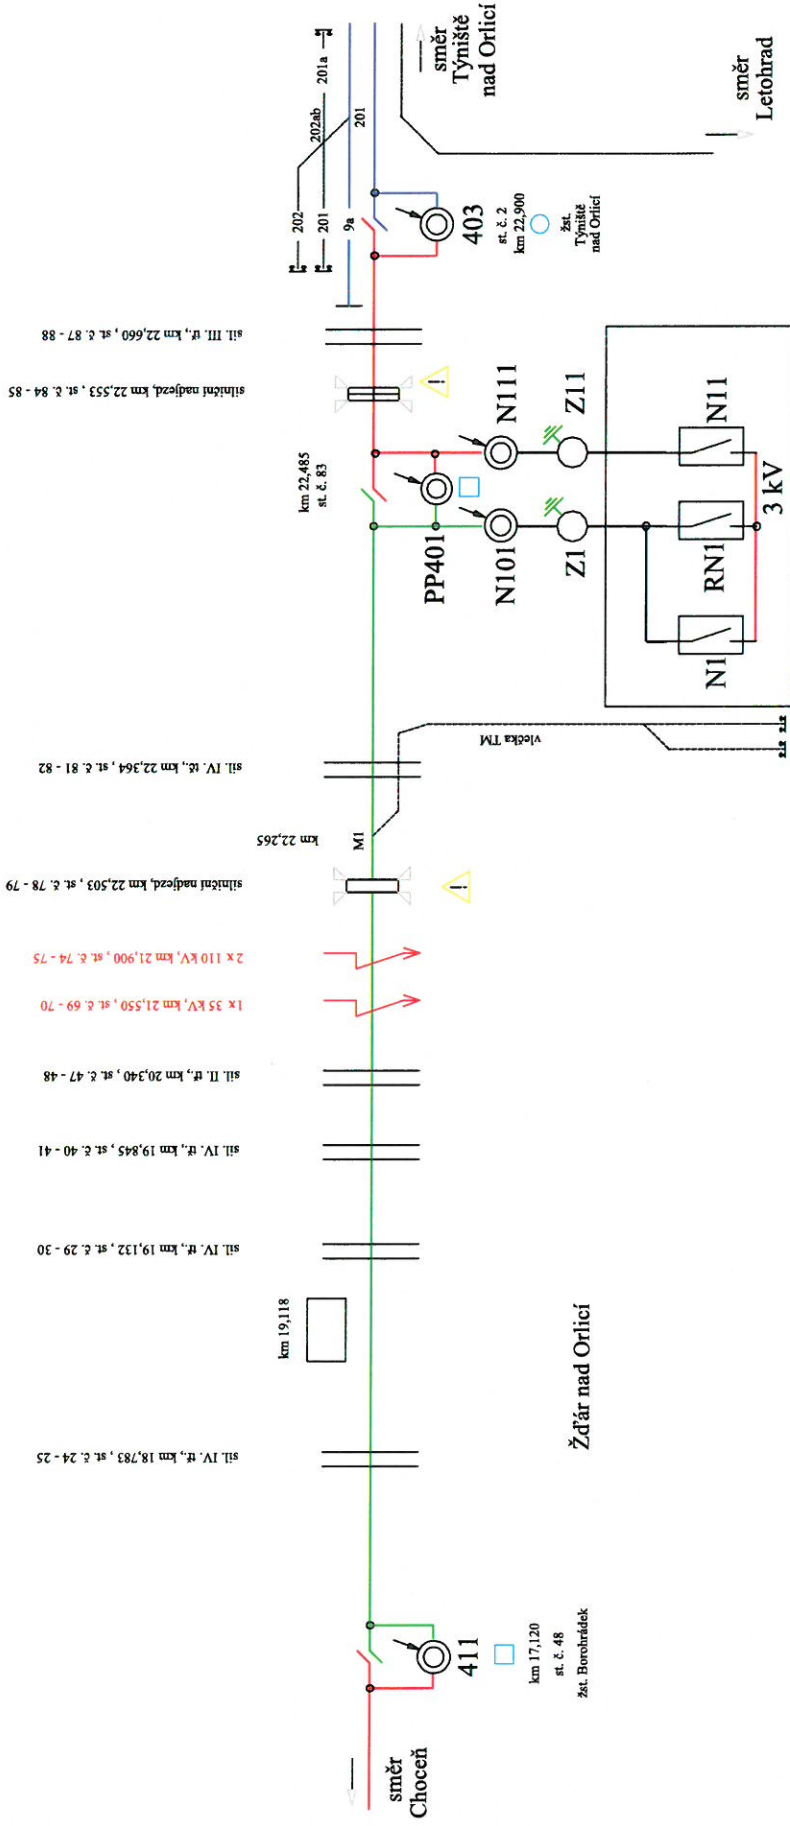 směr
Choceň
411
km 17,120
st. č. 48
žst. Borohrádek
sil. IV. tř., km 18,783 , st. č. 24 - 25
km 19,118
Žďár nad Orlicí
sil. IV. tř., km 19,132 , st. č. 29 - 30
sil. IV. tř., km 19,845 , st. č. 40 - 41
sil. II. tř., km 20,340 , st. č. 47 - 48
1x 35 kV, km 21,550 , st. č. 69 - 70
2 x 110 kV, km 21,900 , st. č. 74 - 75
silniční nadjezd, km 22,503 , st. č. 78 - 79
!
km 22,265
M1
sil. IV. tč., km 22,364 , st. č. 81 - 82
vlečka TM
km 22,485
st. č. 83
PP401
N101
N111
Z1
Z11
N1
RN1
N11
3 kV
silniční nadjezd, km 22,553 , st. č. 84 - 85
!
sil. III. tř., km 22,660 , st. č. 87 - 88
403
st. č. 2
km 22,900
žst.
Týniště
nad Orlicí
202
201
9a
202ab
201
201a
směr
Týniště
nad Orlicí
směr
Letohrad